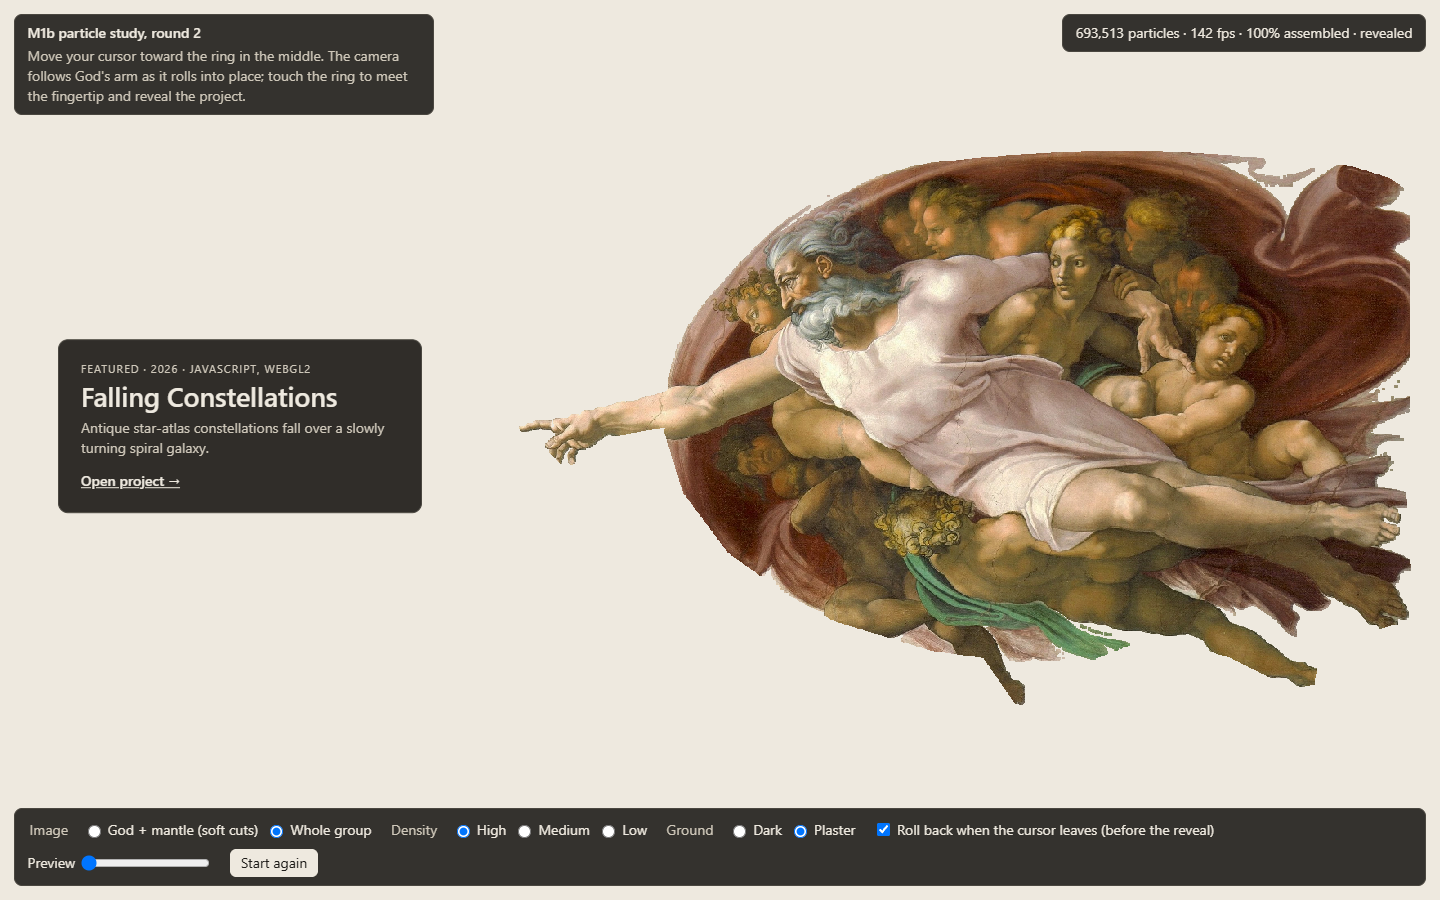 M1b particle study, round 2
Move your cursor toward the ring in the middle. The camera
follows God's arm as it rolls into place; touch the ring to meet
the fingertip and reveal the project.
693,513 particles · 142 fps · 100% assembled · revealed
FEATURED · 2026 · JAVASCRIPT, WEBGL2
Falling Constellations
Antique star-atlas constellations fall over a slowly
turning spiral galaxy.
Open project →
Image God + mantle (soft cuts) Whole group Density High Medium Low Ground Dark Plaster Roll back when the cursor leaves (before the reveal)
Preview Start again